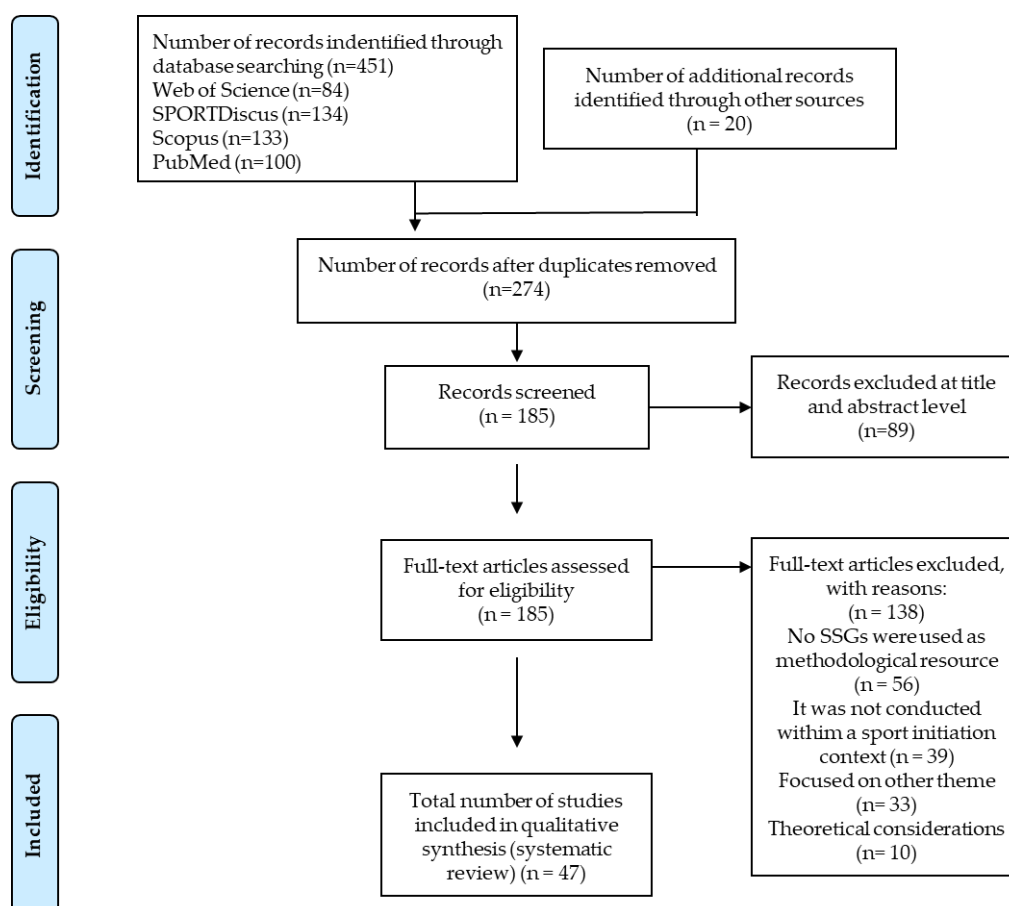 Identification
Number of records indentified through
database searching (n=451)
Web of Science (n=84)
SPORTDiscus (n=134)
Scopus (n=133)
PubMed (n=100)
Number of additional records
identified through other sources
(n = 20)
Screening
Number of records after duplicates removed
(n=274)
Records screened
(n = 185)
Records excluded at title
and abstract level
(n=89)
Eligibility
Full-text articles assessed
for eligibility
(n = 185)
Full-text articles excluded,
with reasons:
(n = 138)
No SSGs were used as
methodological resource
(n = 56)
It was not conducted
within a sport initiation
context (n = 39)
Focused on other theme
(n= 33)
Theoretical considerations
(n= 10)
Included
Total number of studies
included in qualitative
synthesis (systematic
review) (n = 47)